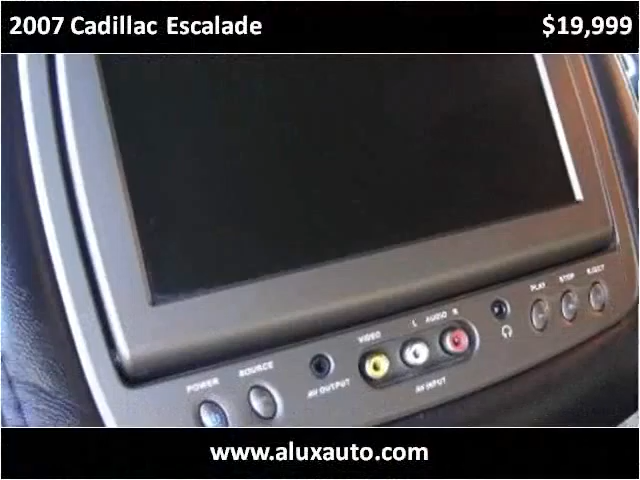 2007 Cadillac Escalade $19,999
POWER SOURCE AV OUTPUT VIDEO L AUDIO R PLAY STOP EJECT
AV INPUT
www.aluxauto.com